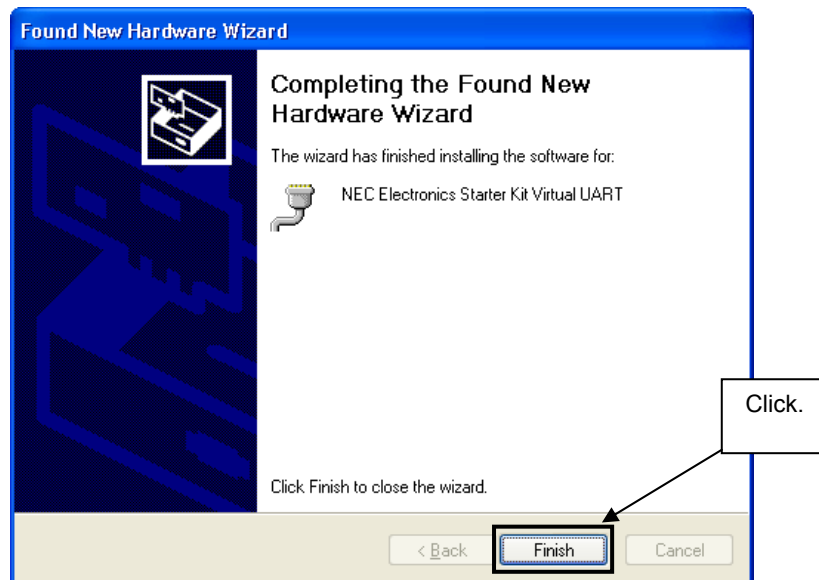 Found New Hardware Wizard
Completing the Found New
Hardware Wizard
The wizard has finished installing the software for:
NEC Electronics Starter Kit Virtual UART
Click.
Click Finish to close the wizard.
< Back
Finish
Cancel